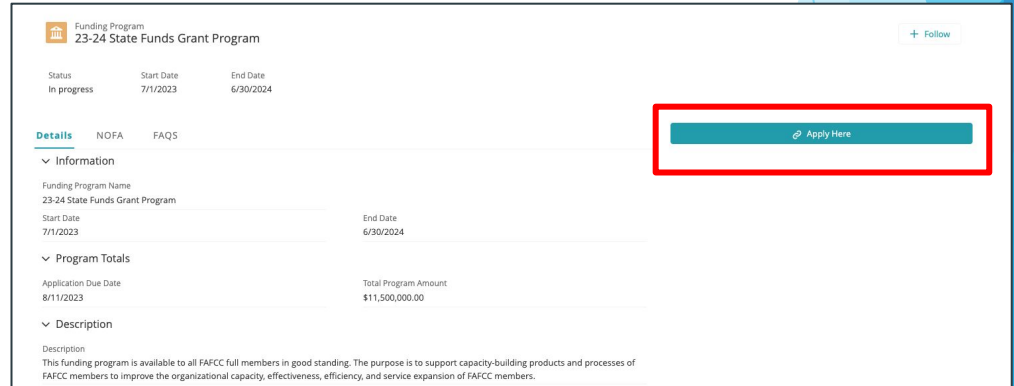 Funding Program
23-24 State Funds Grant Program
+ Follow
Status Start Date End Date
In progress 7/1/2023 6/30/2024
Details NOFA FAQS
Apply Here
Information
Funding Program Name
23-24 State Funds Grant Program
Start Date End Date
7/1/2023 6/30/2024
Program Totals
Application Due Date Total Program Amount
8/11/2023 $11,500,000.00
Description
Description
This funding program is available to all FAFCC full members in good standing. The purpose is to support capacity-building products and processes of
FAFCC members to improve the organizational capacity, effectiveness, efficiency, and service expansion of FAFCC members.